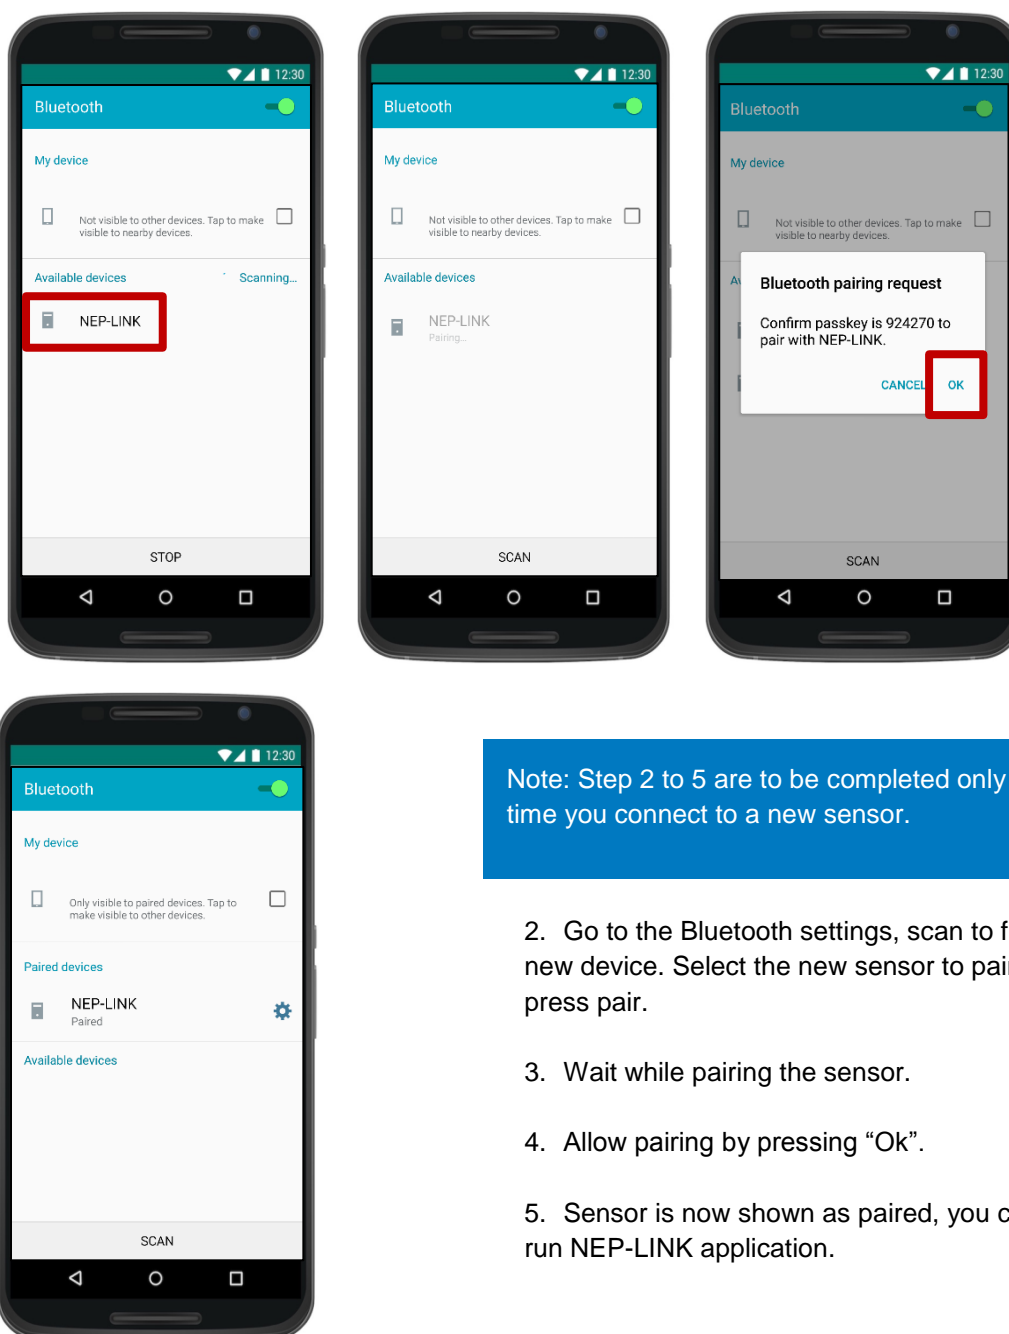 12:30
Bluetooth
My device
Not visible to other devices. Tap to make
visible to nearby devices.
Available devices
Scanning...
NEP-LINK
STOP
12:30
Bluetooth
My device
Not visible to other devices. Tap to make
visible to nearby devices.
Available devices
NEP-LINK
Pairing...
SCAN
12:30
Bluetooth
My device
Not visible to other devices. Tap to make
visible to nearby devices.
Av
Bluetooth pairing request
Confirm passkey is 924270 to
pair with NEP-LINK.
CANCEL OK
SCAN
12:30
Bluetooth
My device
Only visible to paired devices. Tap to
make visible to other devices.
Paired devices
NEP-LINK
Paired
Available devices
SCAN
Note: Step 2 to 5 are to be completed only
time you connect to a new sensor.
2. Go to the Bluetooth settings, scan to f
new device. Select the new sensor to pai
press pair.
3. Wait while pairing the sensor.
4. Allow pairing by pressing “Ok”.
5. Sensor is now shown as paired, you c
run NEP-LINK application.